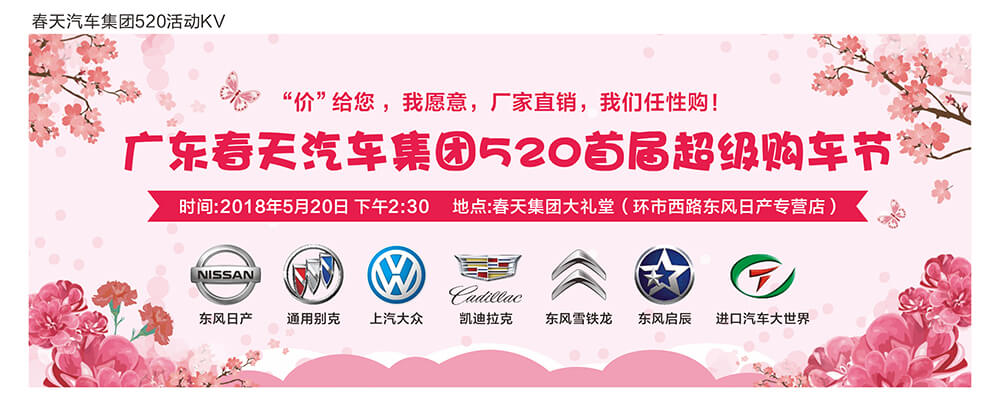 春天汽车集团520活动KV
“价”给您，我愿意，厂家直销，我们任性购！
广东春天汽车集团520首届超级购车节
时间:2018年5月20日 下午2:30 地点:春天集团大礼堂（环市西路东风日产专营店）
NISSAN Cadillac
东风日产 通用别克 上汽大众 凯迪拉克 东风雪铁龙 东风启辰 进口汽车大世界